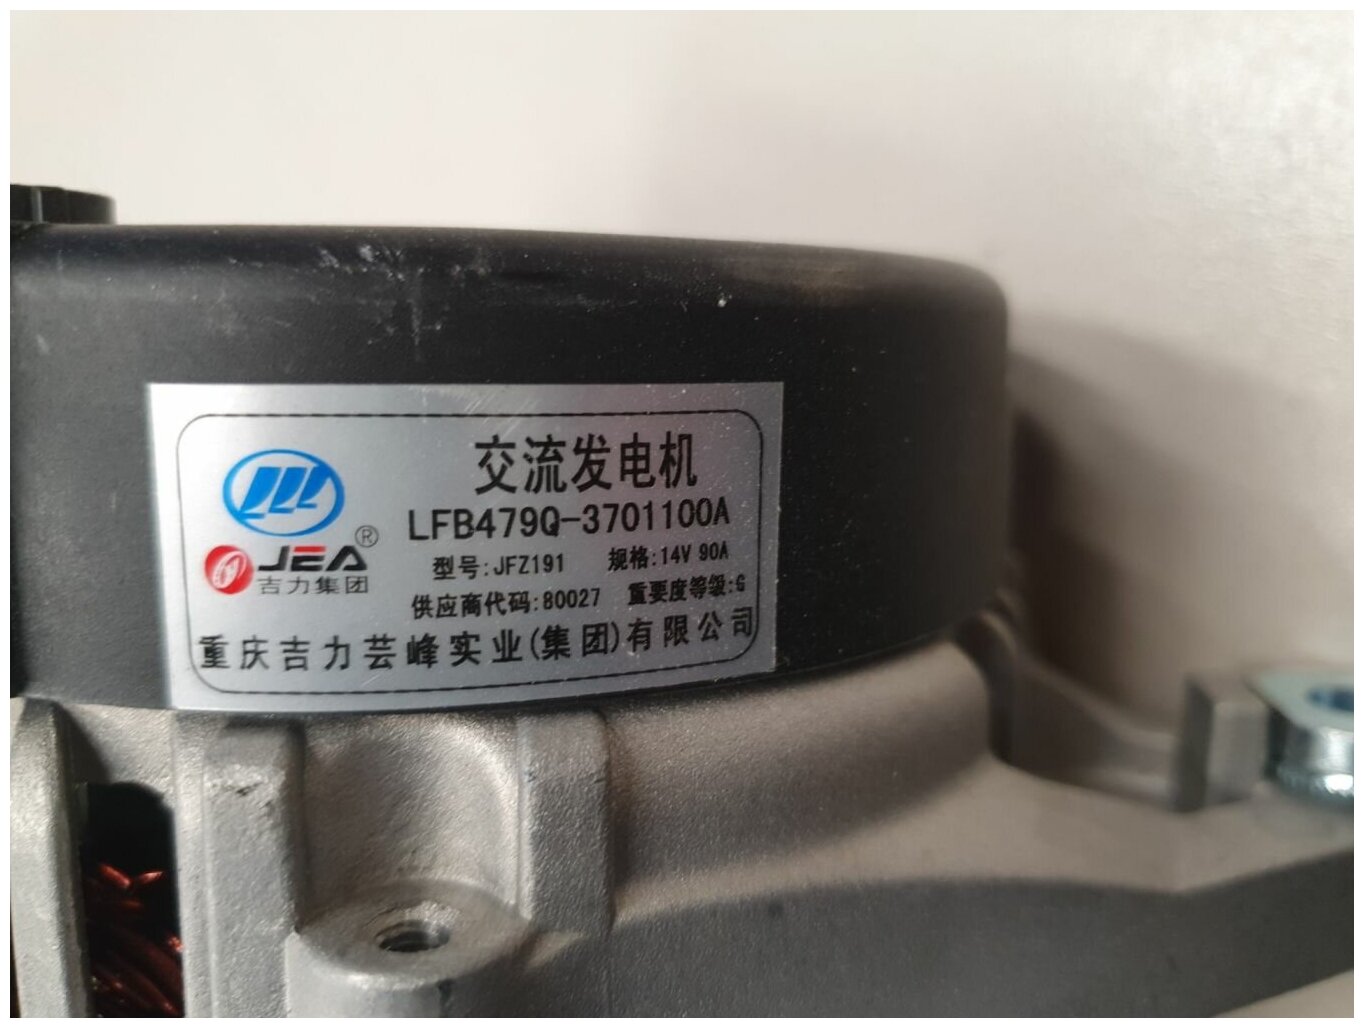 交流发电机
LFB479Q-3701100A
JEA®
吉力集团
型号:JFZ191 规格:14V 90A
供应商代码:80027 重要度等级:G
重庆吉力芸峰实业(集团)有限公司